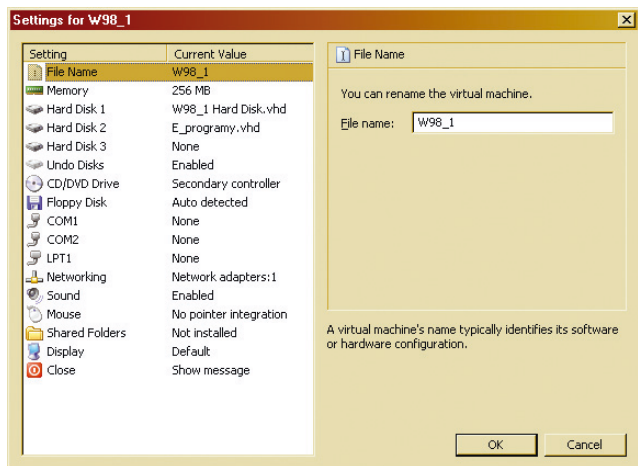 Settings for W98_1
Setting Current Value
File Name W98_1
Memory 256 MB
Hard Disk 1 W98_1 Hard Disk.vhd
Hard Disk 2 E_programy.vhd
Hard Disk 3 None
Undo Disks Enabled
CD/DVD Drive Secondary controller
Floppy Disk Auto detected
COM1 None
COM2 None
LPT1 None
Networking Network adapters:1
Sound Enabled
Mouse No pointer integration
Shared Folders Not installed
Display Default
Close Show message
File Name
You can rename the virtual machine.
File name: W98_1
A virtual machine's name typically identifies its software
or hardware configuration.
OK Cancel